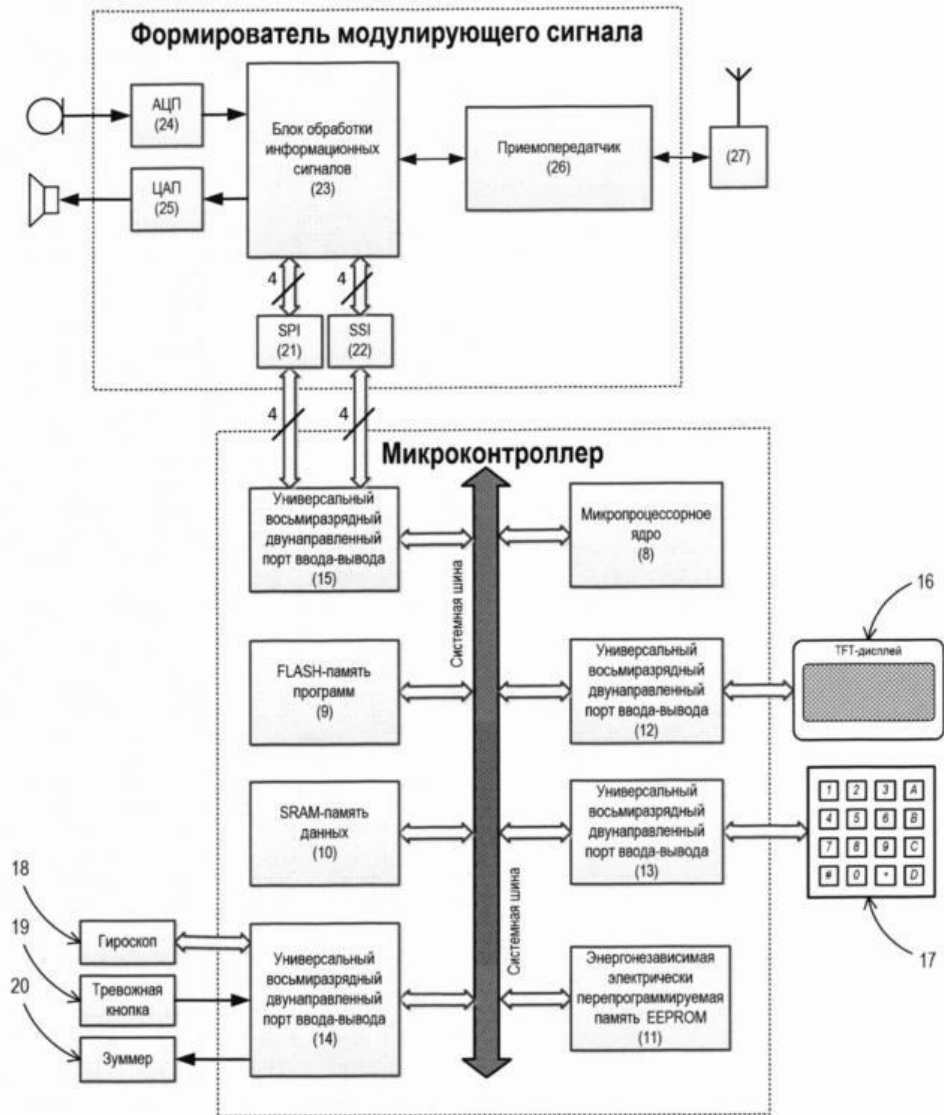 Формирователь модулирующего сигнала
АЦП
(24)
ЦАП
(25)
Блок обработки
информационных
сигналов
(23)
Приемопередатчик
(26)
(27)
4
4
SPI
(21)
SSI
(22)
4
4
Микроконтроллер
Универсальный
восьмиразрядный
двунаправленный
порт ввода-вывода
(15)
Системная шина
Микропроцессорное
ядро
(8)
16
TFT-дисплей
FLASH-память
программ
(9)
Универсальный
восьмиразрядный
двунаправленный
порт ввода-вывода
(12)
SRAM-память
данных
(10)
Универсальный
восьмиразрядный
двунаправленный
порт ввода-вывода
(13)
1 2 3 A
4 5 6 B
7 8 9 C
# 0 * D
17
18
Гироскоп
19
Тревожная
кнопка
20
Зуммер
Универсальный
восьмиразрядный
двунаправленный
порт ввода-вывода
(14)
Системная шина
Энергонезависимая
электрически
перепрограммируемая
память EEPROM
(11)